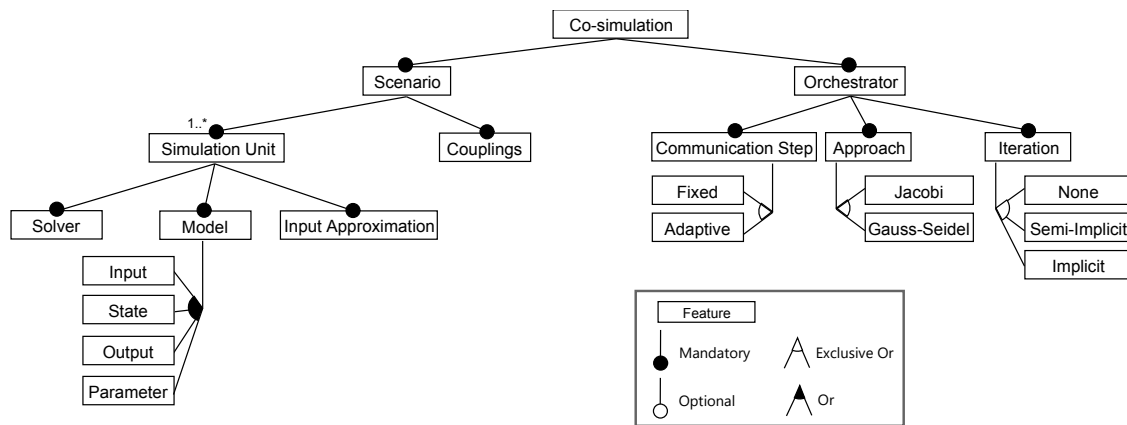 Co-simulation
Scenario
Orchestrator
1..*
Simulation Unit
Couplings
Communication Step
Approach
Iteration
Solver
Model
Input Approximation
Input
State
Output
Parameter
Fixed
Adaptive
Jacobi
Gauss-Seidel
None
Semi-Implicit
Implicit
Feature
Mandatory
Exclusive Or
Optional
Or